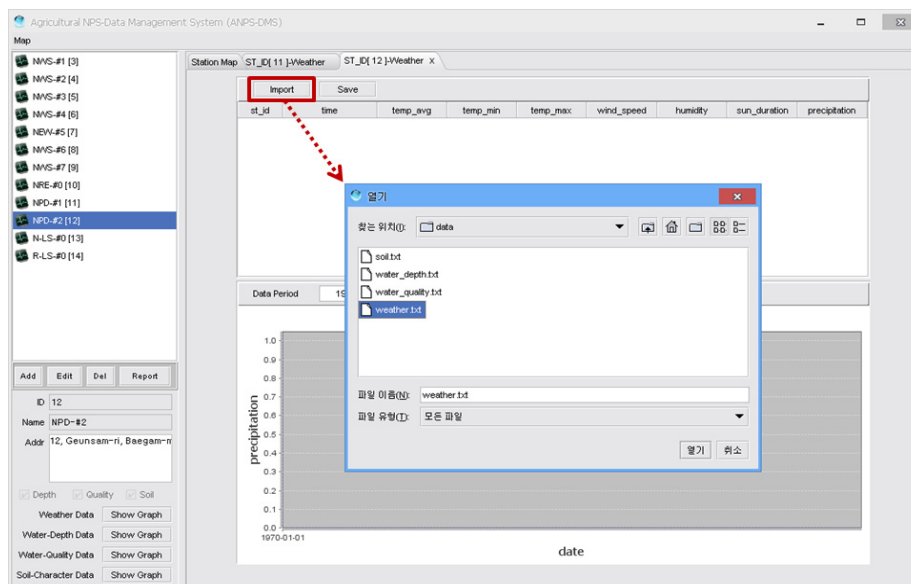 Agricultural NPS-Data Management System (ANPS-DMS)
Map
NWS-#1 [3]
NWS-#2 [4]
NWS-#3 [5]
NWS-#4 [6]
NEW-#5 [7]
NWS-#6 [8]
NWS-#7 [9]
NRE-#0 [10]
NPD-#1 [11]
NPD-#2 [12]
N-LS-#0 [13]
R-LS-#0 [14]
Add Edit Del Report
ID 12
Name NPD-#2
Addr 12, Geunsam-ri, Baegam-m
Depth Quality Soil
Weather Data Show Graph
Water-Depth Data Show Graph
Water-Quality Data Show Graph
Soil-Character Data Show Graph
Station Map ST_ID[ 11 ]-Weather ST_ID[ 12 ]-Weather X
Import Save
st_id time temp_avg temp_min temp_max wind_speed humidity sun_duration precipitation
Data Period 19
1.0
0.9
0.8
0.7
0.6
0.5
0.4
0.3
0.2
0.1
0.0
precipitation
1970-01-01
date
열기
찾는 위치(I): data
soil.txt
water_depth.txt
water_quality.txt
weather.txt
파일 이름(N): weather.txt
파일 유형(T): 모든 파일
열기 취소